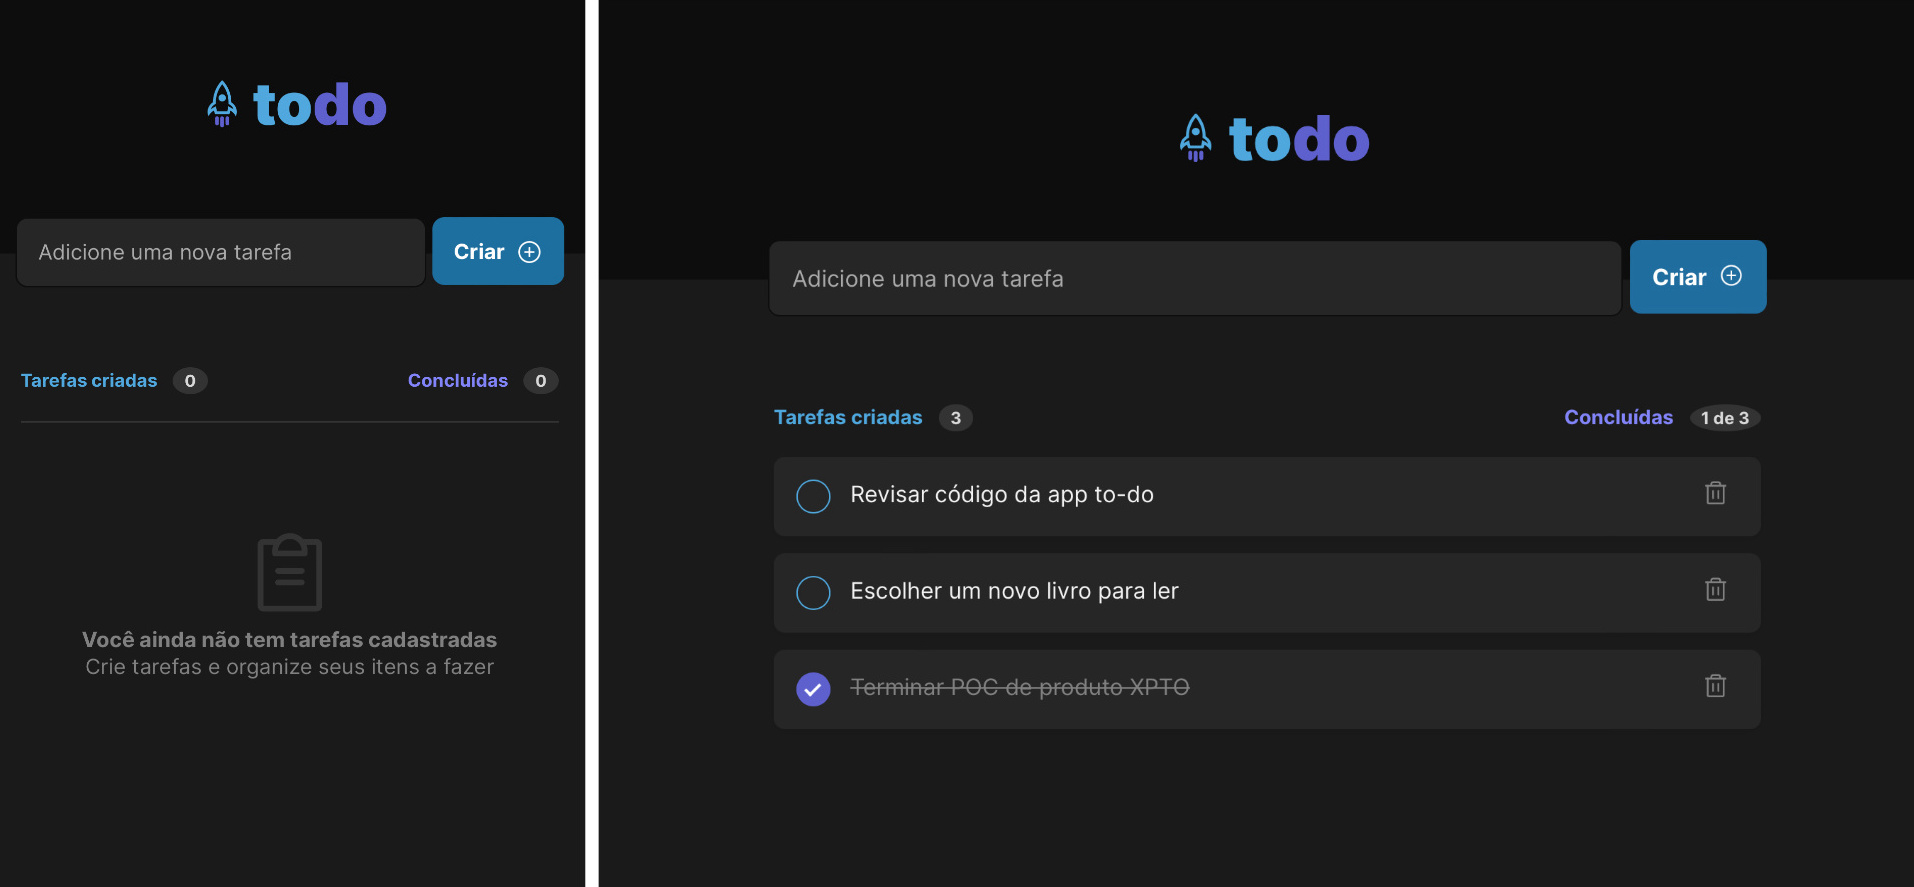 todo
Adicione uma nova tarefa
Criar
Tarefas criadas 0
Concluídas 0
Você ainda não tem tarefas cadastradas
Crie tarefas e organize seus itens a fazer
todo
Adicione uma nova tarefa
Criar
Tarefas criadas 3
Concluídas 1 de 3
Revisar código da app to-do
Escolher um novo livro para ler
Terminar POC de produto XPTO